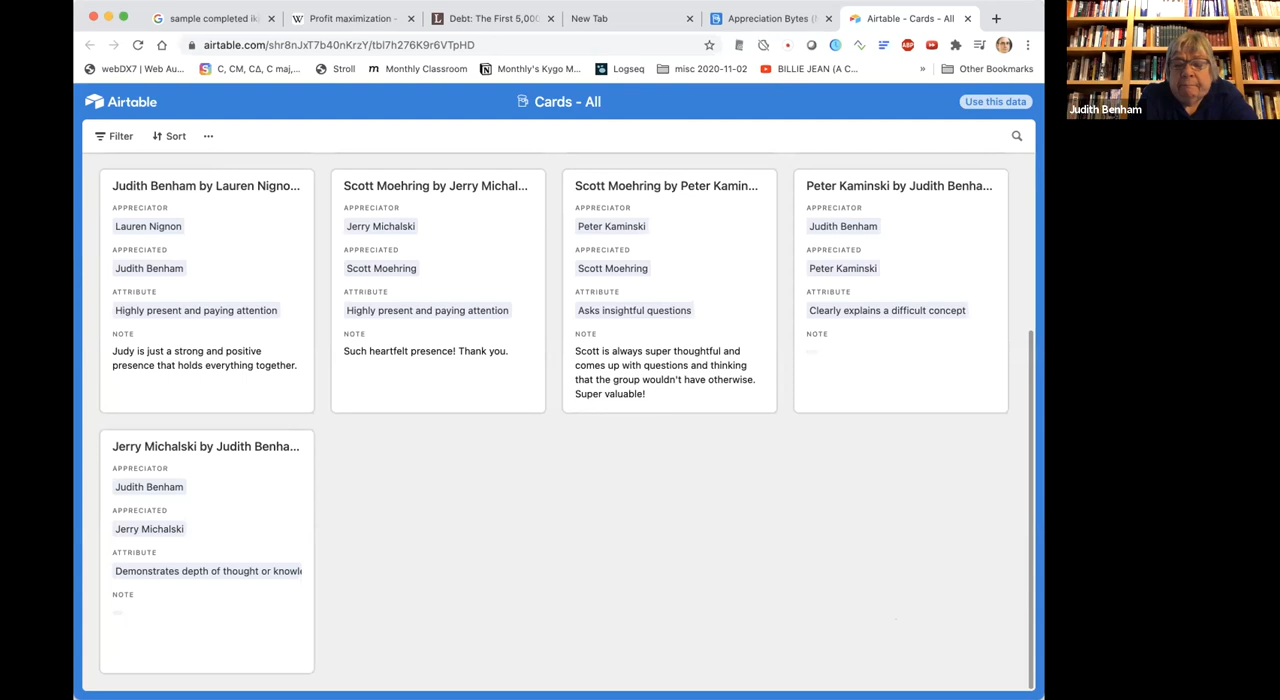 sample completed ik
Profit maximization -
Debt: The First 5,000
New Tab
Appreciation Bytes (
Airtable - Cards - All
airtable.com/shr8nJxT7b40nKrzY/tbl7h276K9r6VTpHD
webDX7 | Web Au...
C, CM, CΔ, C maj,...
Stroll
Monthly Classroom
Monthly's Kygo M...
Logseq
misc 2020-11-02
BILLIE JEAN (A C...
»
Other Bookmarks
Airtable
Cards - All
Use this data
Filter
Sort
...
Judith Benham by Lauren Nigno...
APPRECIATOR
Lauren Nignon
APPRECIATED
Judith Benham
ATTRIBUTE
Highly present and paying attention
NOTE
Judy is just a strong and positive
presence that holds everything together.
Scott Moehring by Jerry Michal...
APPRECIATOR
Jerry Michalski
APPRECIATED
Scott Moehring
ATTRIBUTE
Highly present and paying attention
NOTE
Such heartfelt presence! Thank you.
Scott Moehring by Peter Kamin...
APPRECIATOR
Peter Kaminski
APPRECIATED
Scott Moehring
ATTRIBUTE
Asks insightful questions
NOTE
Scott is always super thoughtful and
comes up with questions and thinking
that the group wouldn't have otherwise.
Super valuable!
Peter Kaminski by Judith Benha...
APPRECIATOR
Judith Benham
APPRECIATED
Peter Kaminski
ATTRIBUTE
Clearly explains a difficult concept
NOTE
Jerry Michalski by Judith Benha...
APPRECIATOR
Judith Benham
APPRECIATED
Jerry Michalski
ATTRIBUTE
Demonstrates depth of thought or knowle
NOTE
Judith Benham